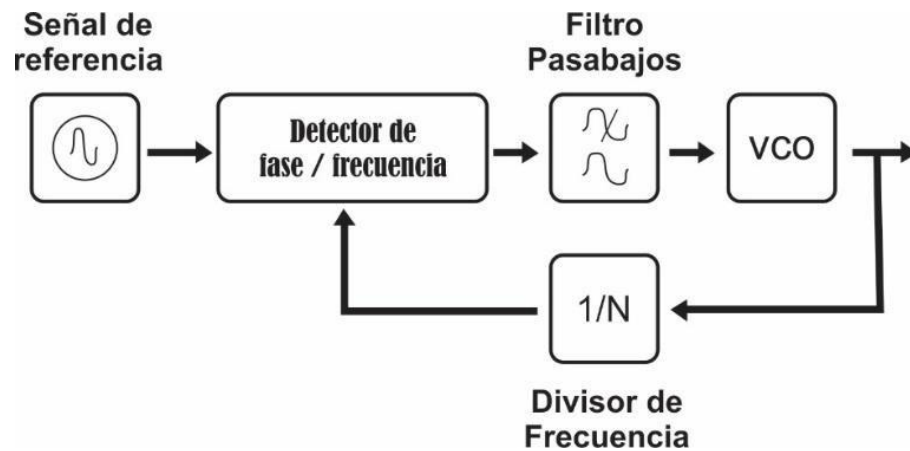 Señal de
referencia
Filtro
Pasabajos
Detector de
fase / frecuencia
VCO
1/N
Divisor de
Frecuencia